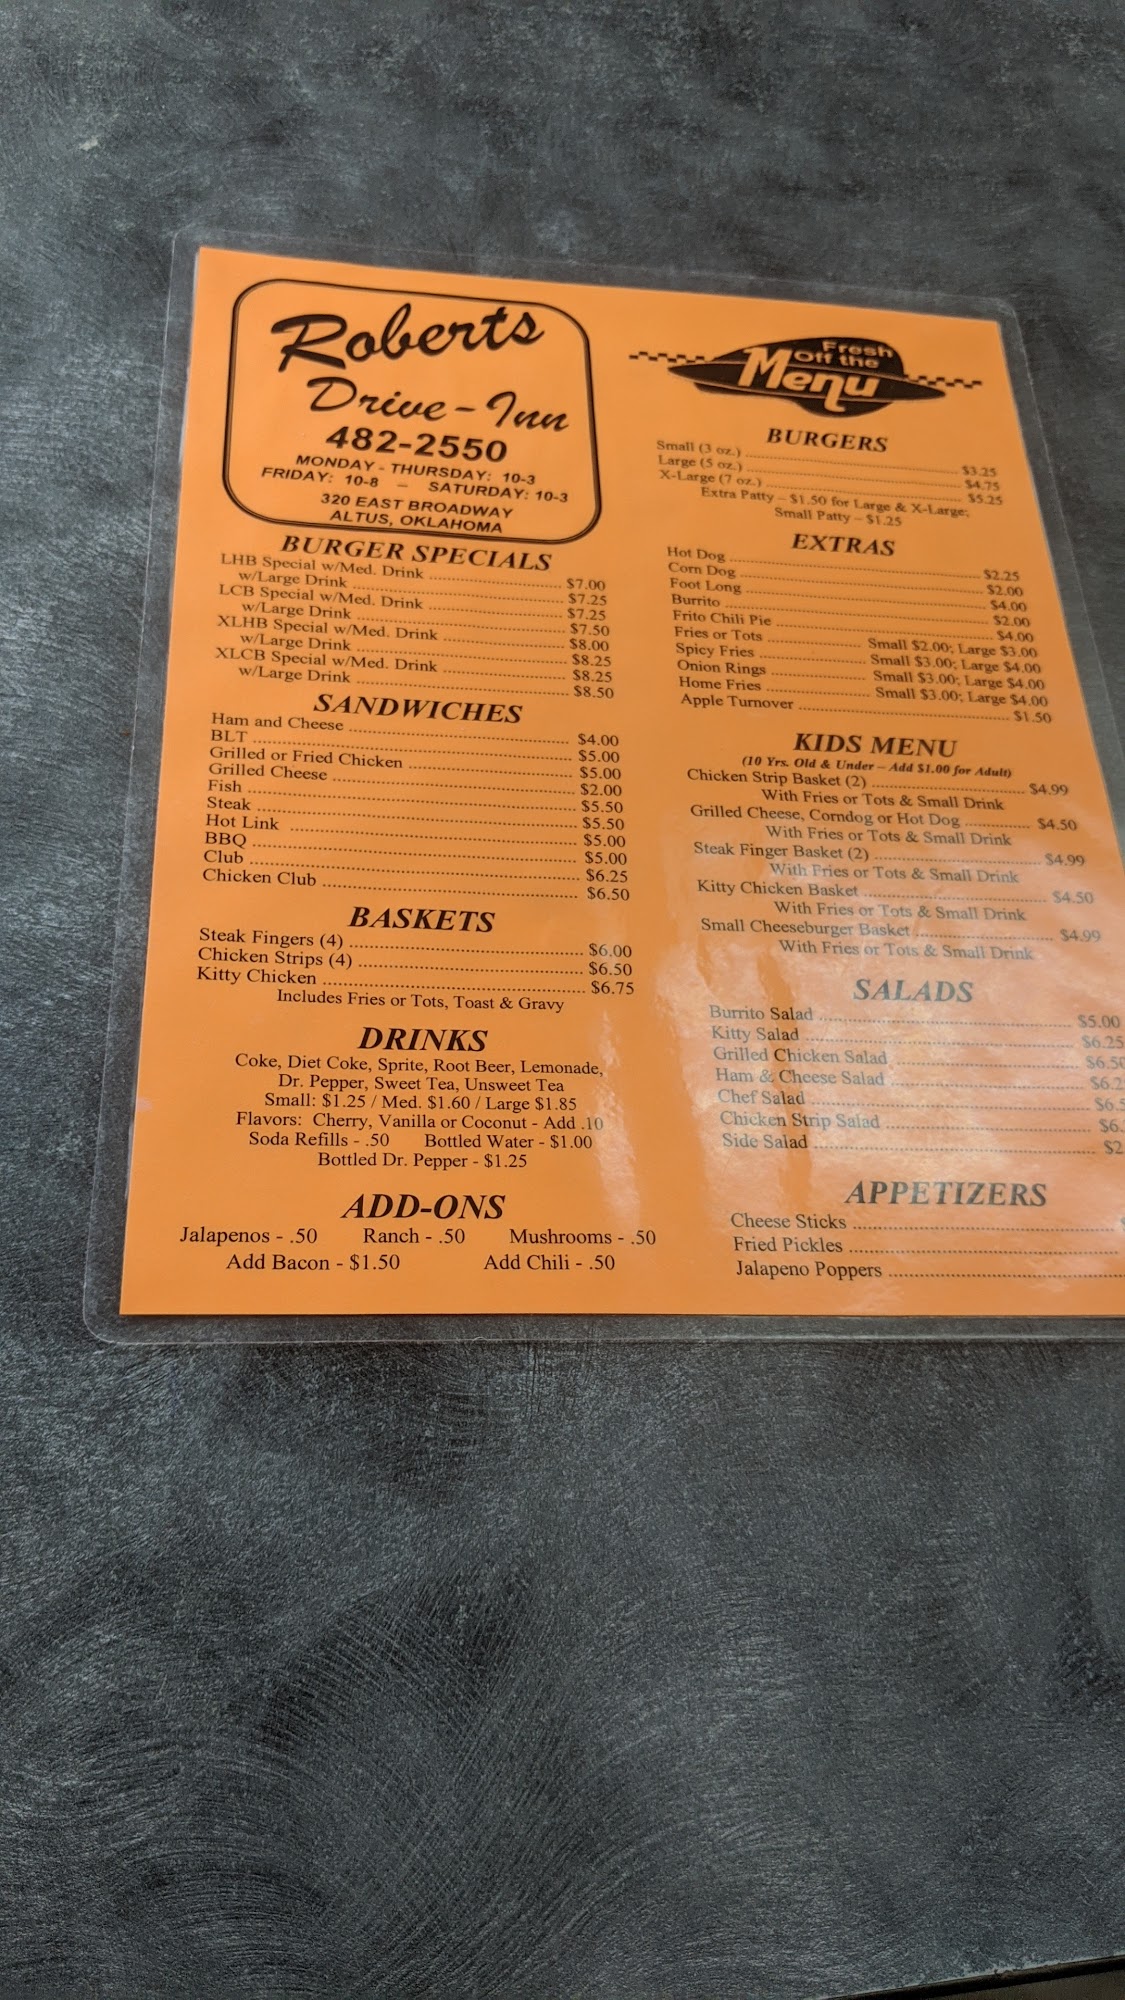 Roberts
Drive-Inn
482-2550
MONDAY - THURSDAY: 10-3
FRIDAY: 10-8 – SATURDAY: 10-3
320 EAST BROADWAY
ALTUS, OKLAHOMA
BURGER SPECIALS
LHB Special w/Med. Drink $7.00
w/Large Drink $7.25
LCB Special w/Med. Drink $7.25
w/Large Drink $7.50
XLHB Special w/Med. Drink $8.00
w/Large Drink $8.25
XLCB Special w/Med. Drink $8.25
w/Large Drink $8.50
SANDWICHES
Ham and Cheese $4.00
BLT $5.00
Grilled or Fried Chicken $5.00
Grilled Cheese $2.00
Fish $5.50
Steak $5.50
Hot Link $5.00
BBQ $5.00
Club $6.25
Chicken Club $6.50
BASKETS
Steak Fingers (4) $6.00
Chicken Strips (4) $6.50
Kitty Chicken $6.75
Includes Fries or Tots, Toast & Gravy
DRINKS
Coke, Diet Coke, Sprite, Root Beer, Lemonade,
Dr. Pepper, Sweet Tea, Unsweet Tea
Small: $1.25 / Med. $1.60 / Large $1.85
Flavors: Cherry, Vanilla or Coconut - Add .10
Soda Refills - .50 Bottled Water - $1.00
Bottled Dr. Pepper - $1.25
ADD-ONS
Jalapenos - .50 Ranch - .50 Mushrooms - .50
Add Bacon - $1.50 Add Chili - .50
Fresh
Off the
Menu
BURGERS
Small (3 oz.) $3.25
Large (5 oz.) $4.75
X-Large (7 oz.) $5.25
Extra Patty – $1.50 for Large & X-Large;
Small Patty – $1.25
EXTRAS
Hot Dog $2.25
Corn Dog $2.00
Foot Long $4.00
Burrito $2.00
Frito Chili Pie $4.00
Fries or Tots Small $2.00; Large $3.00
Spicy Fries Small $3.00; Large $4.00
Onion Rings Small $3.00; Large $4.00
Home Fries Small $3.00; Large $4.00
Apple Turnover $1.50
KIDS MENU
(10 Yrs. Old & Under – Add $1.00 for Adult)
Chicken Strip Basket (2) $4.99
With Fries or Tots & Small Drink
Grilled Cheese, Corndog or Hot Dog $4.50
With Fries or Tots & Small Drink
Steak Finger Basket (2) $4.99
With Fries or Tots & Small Drink
Kitty Chicken Basket $4.50
With Fries or Tots & Small Drink
Small Cheeseburger Basket $4.99
With Fries or Tots & Small Drink
SALADS
Burrito Salad $5.00
Kitty Salad $6.25
Grilled Chicken Salad $6.50
Ham & Cheese Salad
Chef Salad
Chicken Strip Salad
Side Salad
APPETIZERS
Cheese Sticks
Fried Pickles
Jalapeno Poppers